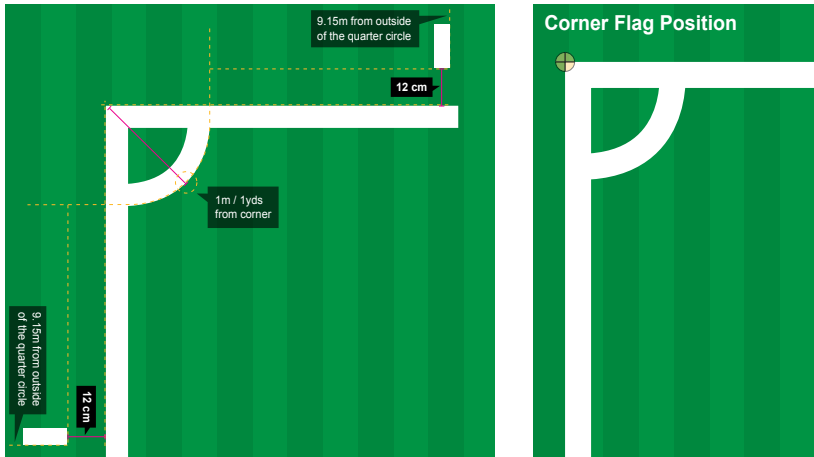 9.15m from outside
of the quarter circle
12 cm
1m / 1yds
from corner
9.15m from outside
of the quarter circle
12 cm
Corner Flag Position